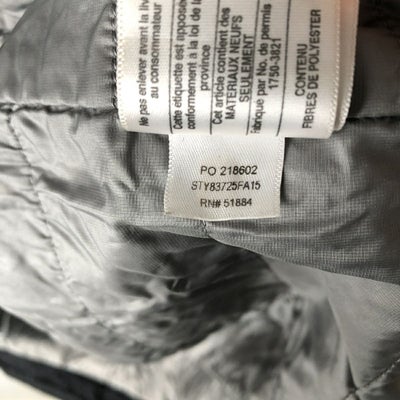 Ne pas enlever avant la liv
au consommateur
Cette étiquette est apposée
conformément à la loi de la
province
Cet article contient des
MATÉRIAUX NEUFS
SEULEMENT
Fabriqué par No. de permis
1750-3821
CONTENU
FIBRES DE POLYESTER
PO 218602
STY83725FA15
RN# 51884